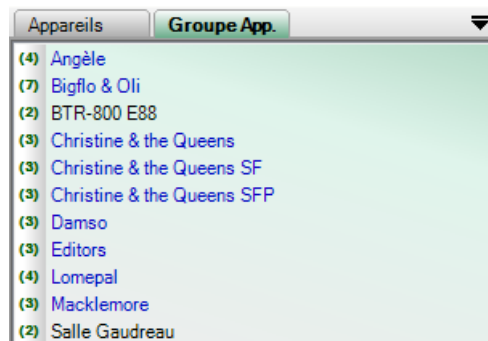 Appareils Groupe App.
(4) Angèle
(7) Bigflo & Oli
(2) BTR-800 E88
(3) Christine & the Queens
(3) Christine & the Queens SF
(3) Christine & the Queens SFP
(3) Damso
(3) Editors
(4) Lomepal
(3) Macklemore
(2) Salle Gaudreau